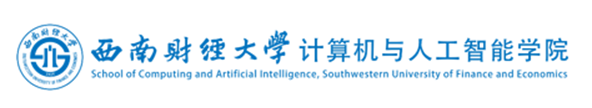 西南财经大学 计算机与人工智能学院
School of Computing and Artificial Intelligence, Southwestern University of Finance and Economics